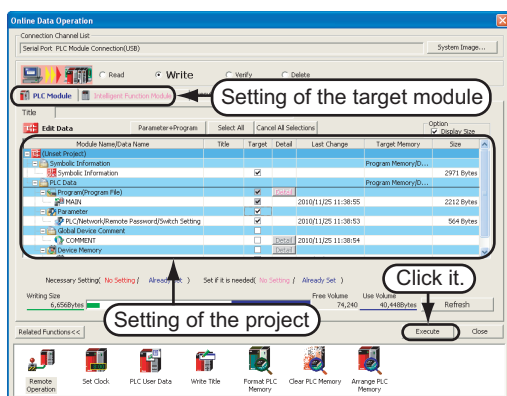 Online Data Operation
Connection Channel List
Serial Port PLC Module Connection(USB)
System Image...
Read
Write
Verify
Delete
PLC Module
Intelligent Function Module
Setting of the target module
Title
Edit Data
Parameter+Program
Select All
Cancel All Selections
Option
Display Size
Module Name/Data Name
Title
Target
Detail
Last Change
Target Memory
Size
(Unset Project)
Symbolic Information
Program Memory/D...
Symbolic Information
2971 Bytes
PLC Data
Program Memory/D...
Program(Program File)
Detail
MAIN
2010/11/25 11:38:55
2212 Bytes
Parameter
PLC/Network/Remote Password/Switch Setting
2010/11/25 11:38:53
564 Bytes
Global Device Comment
COMMENT
Detail
2010/11/25 11:38:54
Device Memory
Detail
Necessary Setting( No Setting / Already Set )
Set if it is needed( No Setting / Already Set )
Click it.
Writing Size
Free Volume
Use Volume
6,656Bytes
74,240
40,448Bytes
Refresh
Setting of the project
Related Functions<<
Execute
Close
Remote Operation
Set Clock
PLC User Data
Write Title
Format PLC Memory
Clear PLC Memory
Arrange PLC Memory